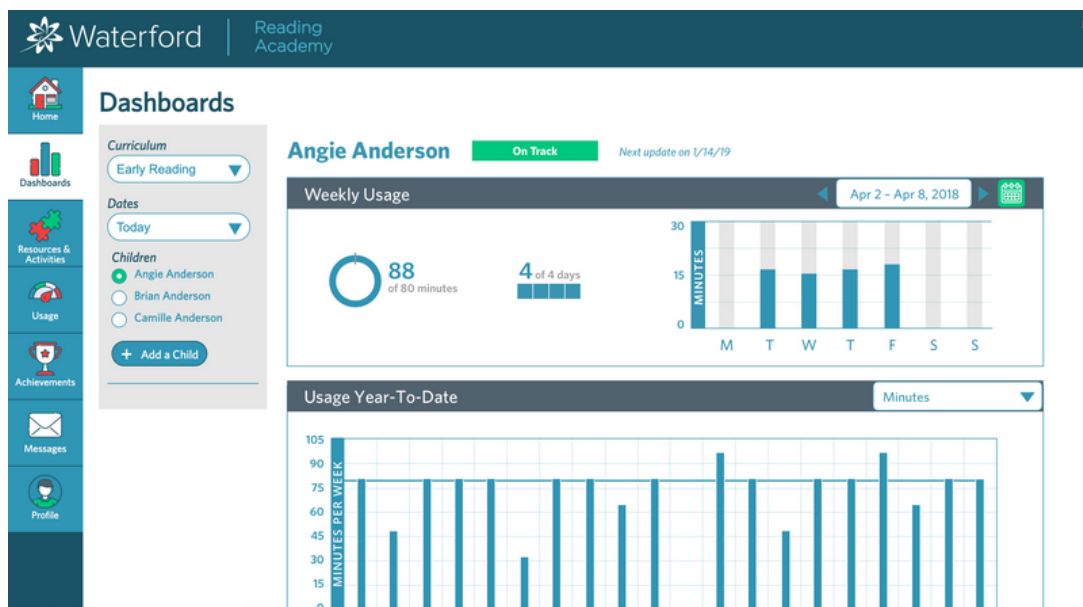 Waterford
Reading
Academy
Home
Dashboards
Resources &
Activities
Usage
Achievements
Messages
Profile
Dashboards
Curriculum
Early Reading
Dates
Today
Children
Angie Anderson
Brian Anderson
Camille Anderson
+ Add a Child
Angie Anderson
On Track
Next update on 1/14/19
Weekly Usage
Apr 2 – Apr 8, 2018
88
of 80 minutes
4 of 4 days
30
15
0
MINUTES
M T W T F S S
Usage Year-To-Date
Minutes
105
90
75
60
45
30
15
0
MINUTES PER WEEK